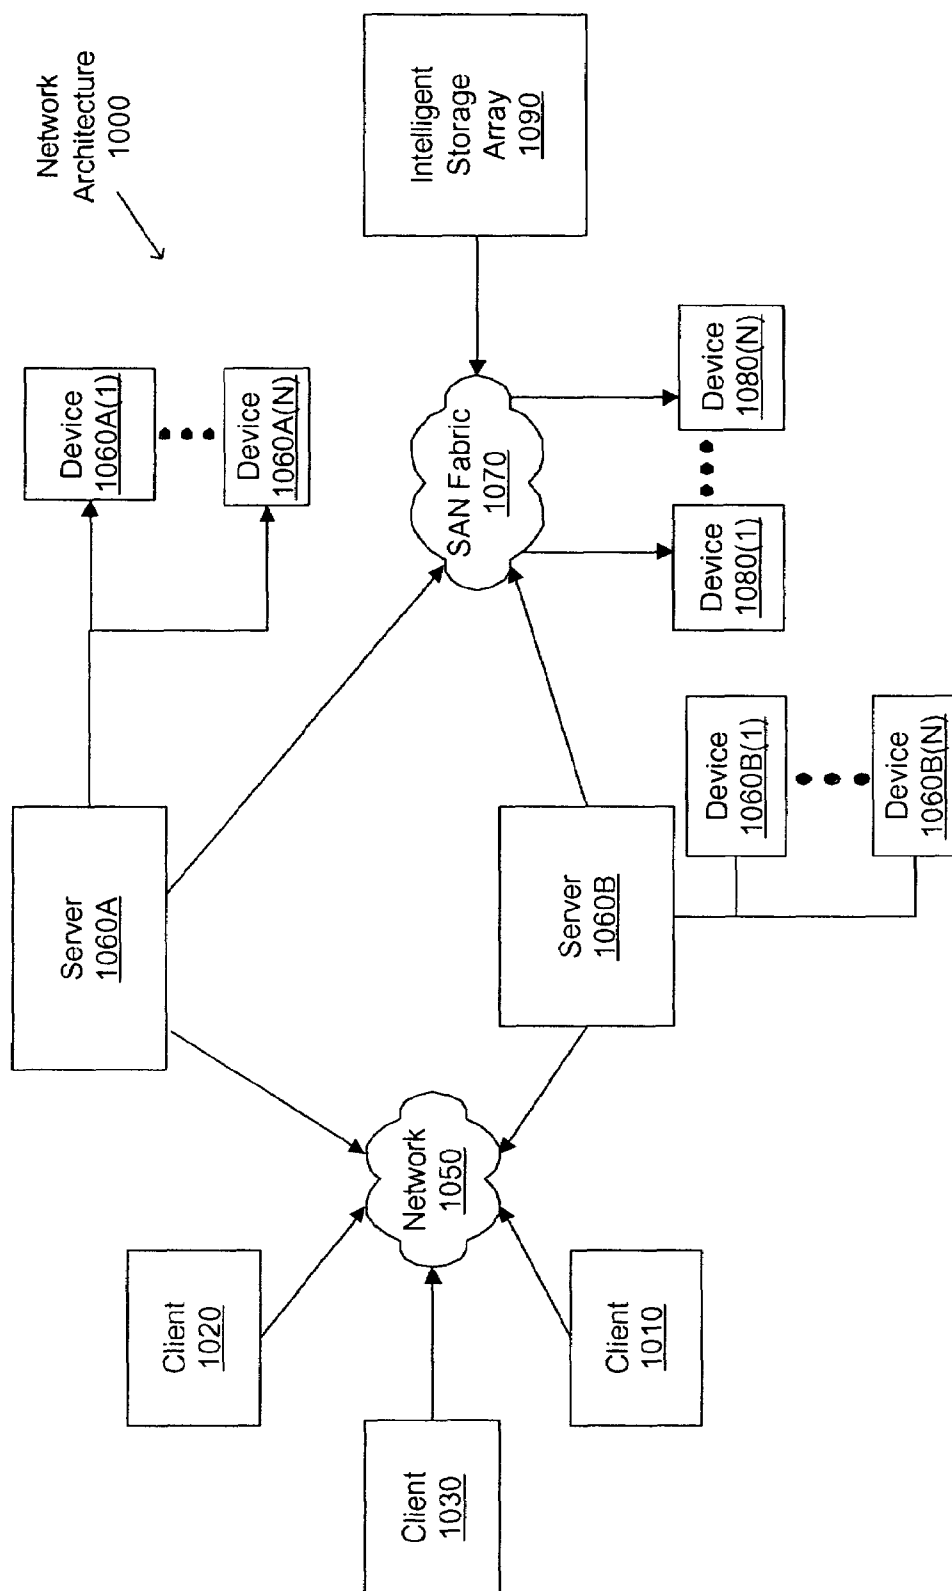 Network
Architecture
1000
Device
1060A(1)
Device
1060A(N)
Intelligent
Storage
Array
1090
SAN Fabric
1070
Device
1080(1)
Device
1080(N)
Server
1060A
Server
1060B
Device
1060B(1)
Device
1060B(N)
Network
1050
Client
1020
Client
1030
Client
1010